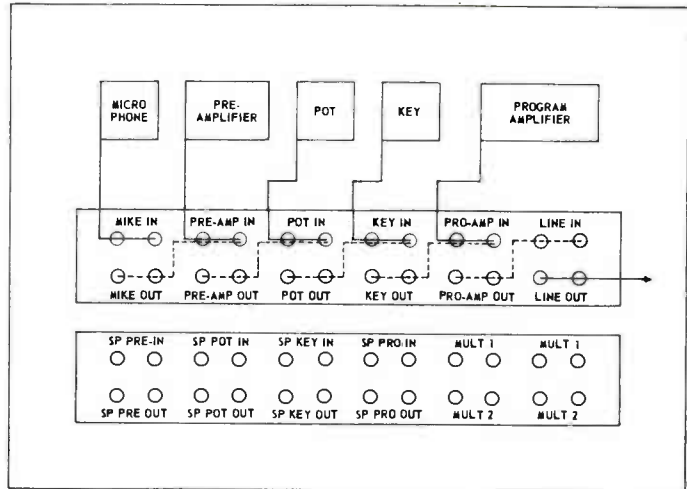 MICRO PHONE
PRE- AMPLIFIER
POT
KEY
PROGRAM AMPLIFIER
MIKE IN PRE-AMP IN POT IN KEY IN PRO-AMP IN LINE IN
MIKE OUT PRE-AMP OUT POT OUT KEY OUT PRO-AMP OUT LINE OUT
SP PRE-IN SP POT IN SP KEY IN SP PRO-IN MULT 1 MULT 1
SP PRE OUT SP POT OUT SP KEY OUT SP PRO OUT MULT 2 MULT 2